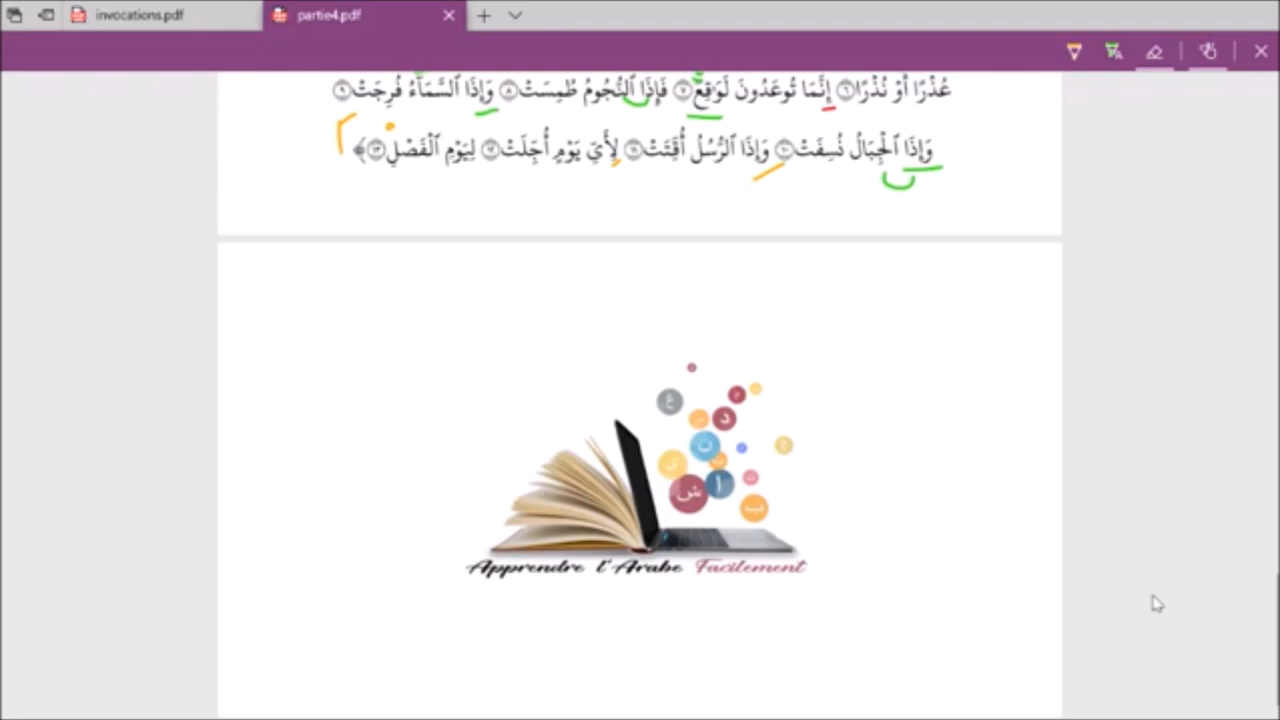 invocations.pdf
partie4.pdf
عُذْرًا أَوْ نُذْرًا ۝٦ إِنَّمَا تُوعَدُونَ لَوَٰقِعٌ ۝٧ فَإِذَا ٱلنُّجُومُ طُمِسَتْ ۝٨ وَإِذَا ٱلسَّمَآءُ فُرِجَتْ ۝٩
وَإِذَا ٱلْجِبَالُ نُسِفَتْ ۝١٠ وَإِذَا ٱلرُّسُلُ أُقِّتَتْ ۝١١ لِأَيِّ يَوْمٍ أُجِّلَتْ ۝١٢ لِيَوْمِ ٱلْفَصْلِ ۝١٣﴾
د
ن
ش
أ
ب
Apprendre l'Arabe Facilement